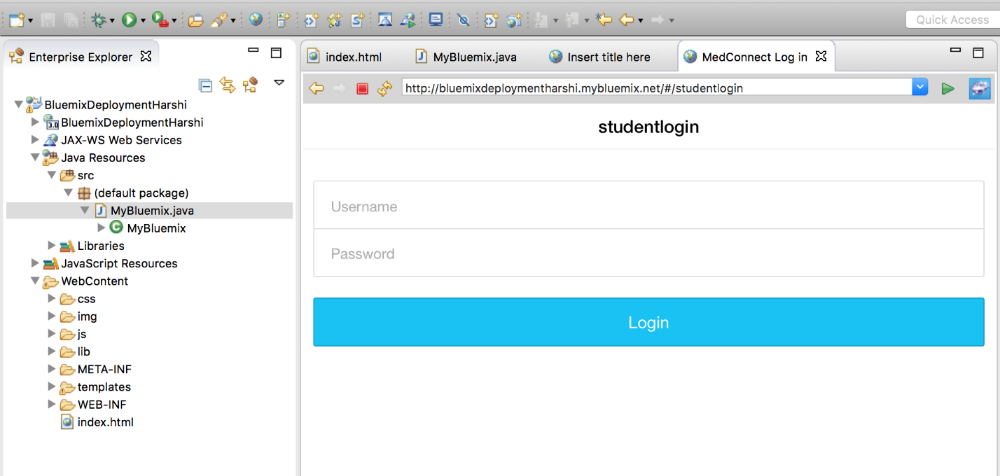 Quick Access
Enterprise Explorer
BluemixDeploymentHarshi
3.0 BluemixDeploymentHarshi
JAX-WS Web Services
Java Resources
src
(default package)
J MyBluemix.java
C MyBluemix
Libraries
JavaScript Resources
WebContent
css
img
js
lib
META-INF
templates
WEB-INF
index.html
index.html J MyBluemix.java Insert title here MedConnect Log in
http://bluemixdeploymentharshi.mybluemix.net/#/studentlogin
studentlogin
Username
Password
Login